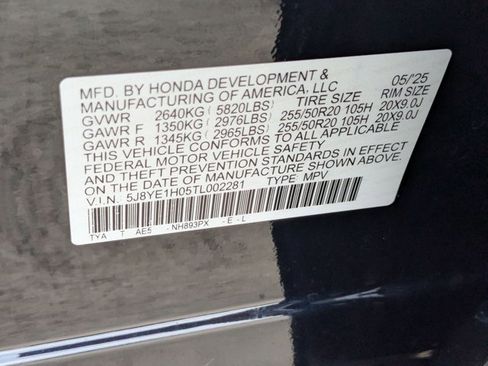 MFD. BY HONDA DEVELOPMENT & 05/25
MANUFACTURING OF AMERICA, LLC
TIRE SIZE RIM SIZE
GVWR 2640KG (5820LBS)
GAWR F 1350KG (2976LBS) 255/50R20 105H 20X9.0J
GAWR R 1345KG (2965LBS) 255/50R20 105H 20X9.0J
THIS VEHICLE CONFORMS TO ALL APPLICABLE
FEDERAL MOTOR VEHICLE SAFETY AND
THEFT PREVENTION STANDARDS IN EFFECT
ON THE DATE OF MANUFACTURE SHOWN ABOVE.
V.I.N. 5J8YE1H05TL002281 TYPE: MPV
TYA T AE5 - NH893PX - E - L